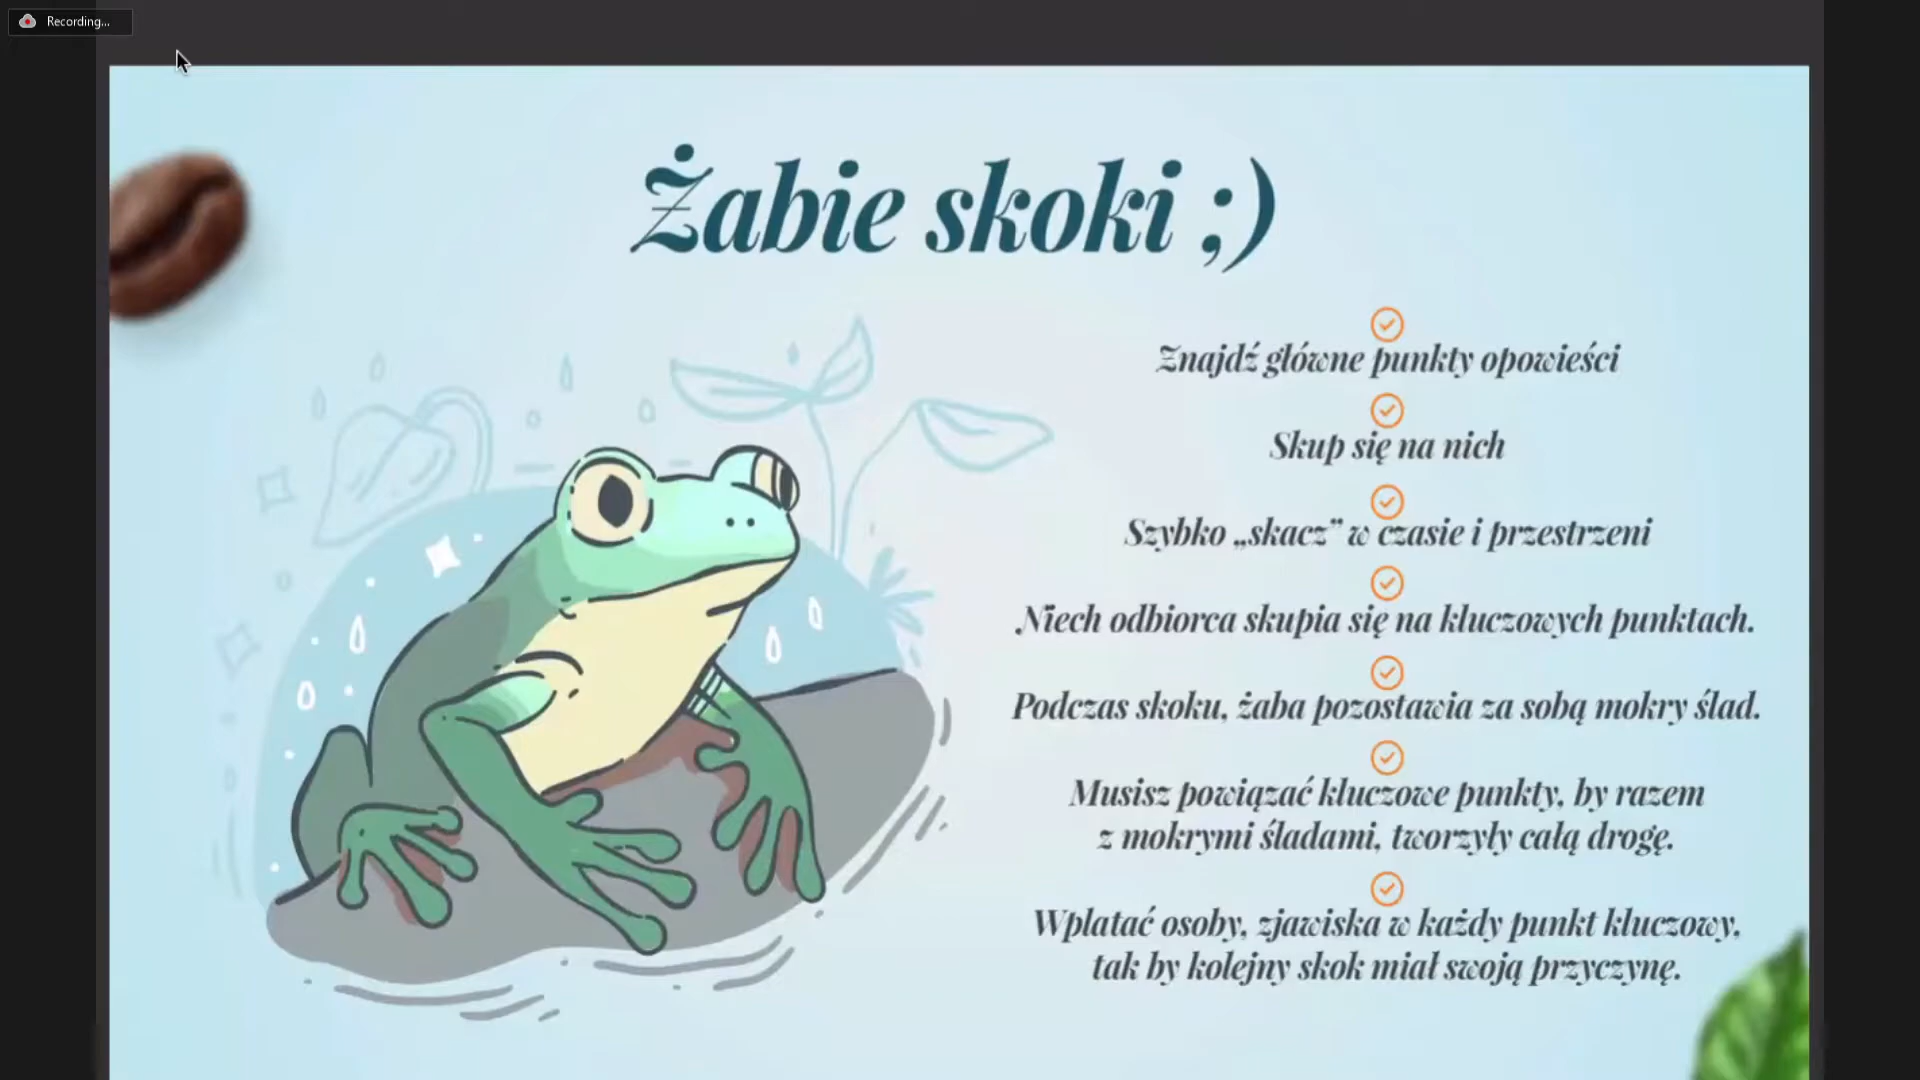 Recording...
Żabie skoki ;)
Znajdź główne punkty opowieści
Skup się na nich
Szybko „skacz” w czasie i przestrzeni
Niech odbiorca skupia się na kluczowych punktach.
Podczas skoku, żaba pozostawia za sobą mokry ślad.
Musisz powiązać kluczowe punkty, by razem
z mokrymi śladami, tworzyły całą drogę.
Wplatać osoby, zjawiska w każdy punkt kluczowy,
tak by kolejny skok miał swoją przyczynę.